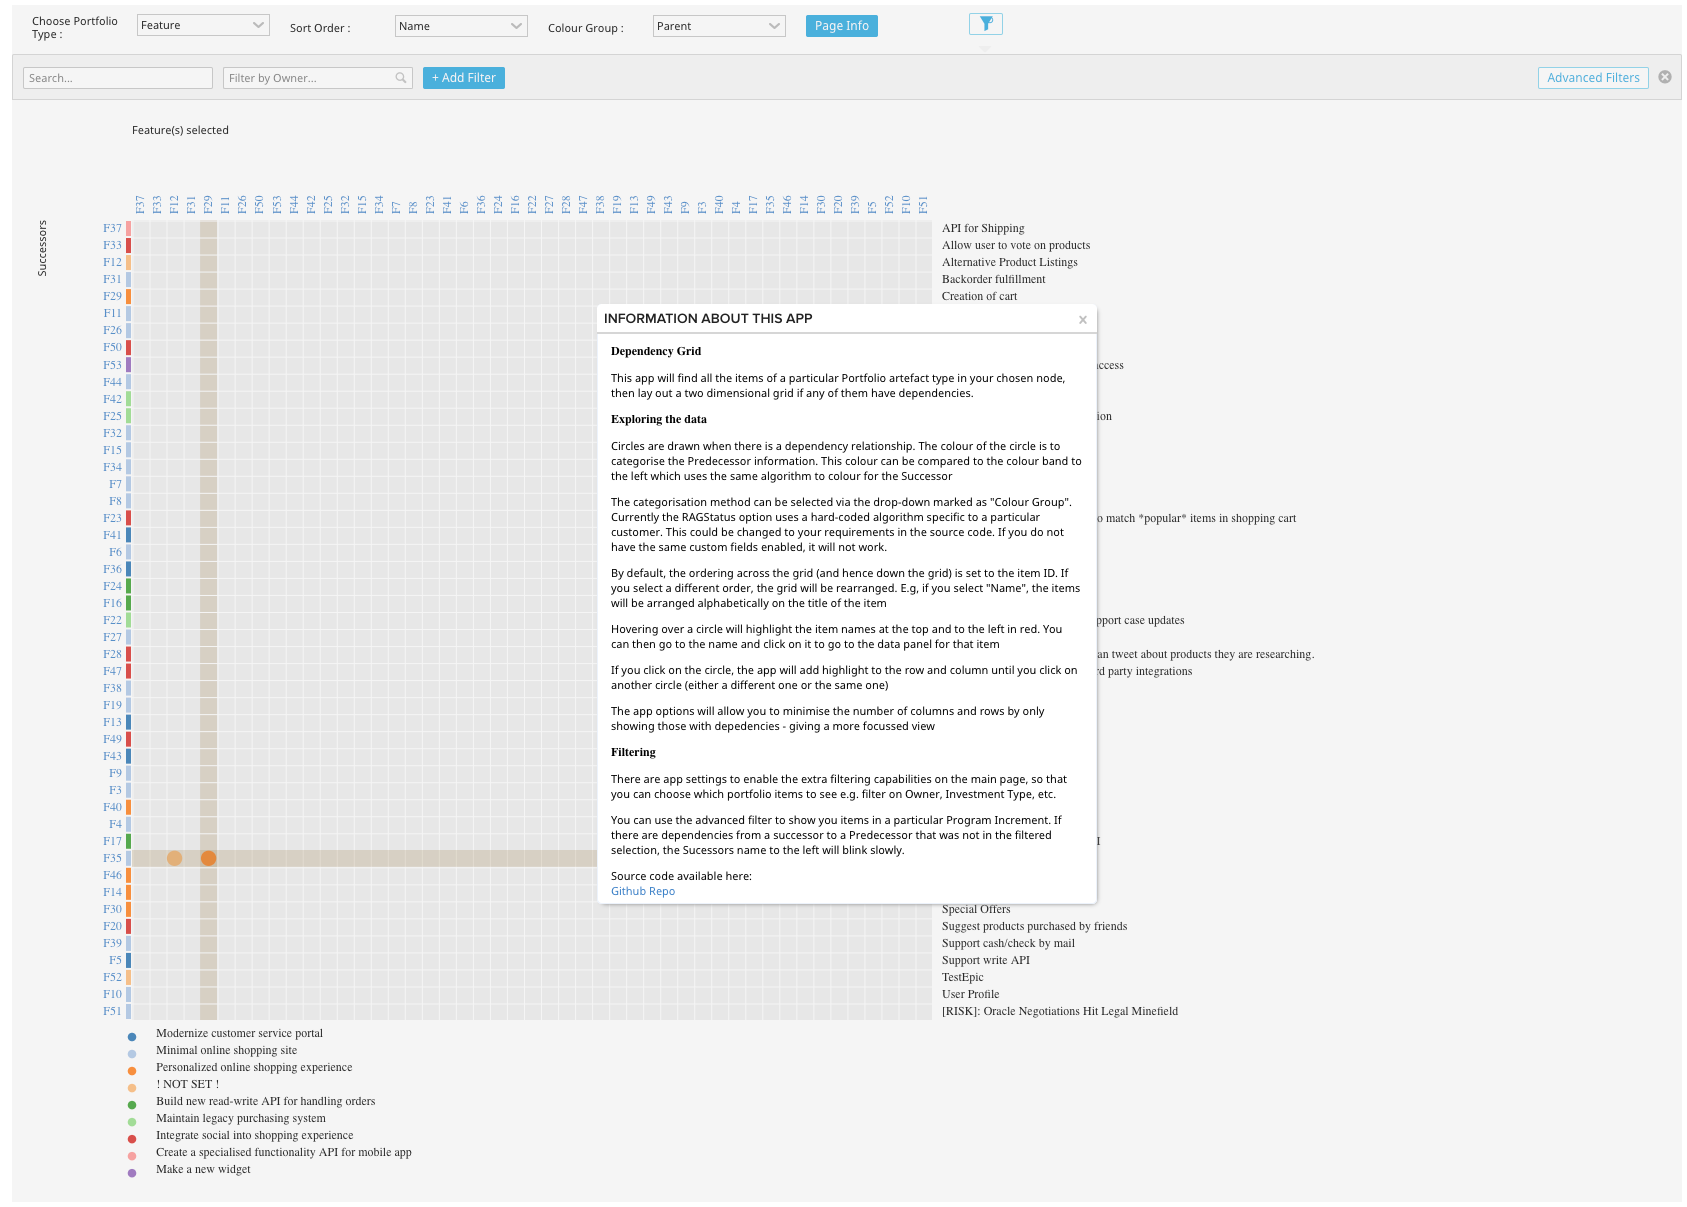 Choose Portfolio
Type :
Feature
Sort Order :
Name
Colour Group :
Parent
Page Info
Search...
Filter by Owner...
+ Add Filter
Advanced Filters
Feature(s) selected
F37 F33 F12 F31 F29 F11 F26 F50 F53 F44 F42 F25 F32 F15 F34 F7 F8 F23 F41 F6 F36 F24 F16 F22 F27 F28 F47 F38 F19 F13 F49 F43 F9 F3 F40 F4 F17 F35 F46 F14 F30 F20 F39 F5 F52 F10 F51
Successors
F37 API for Shipping
F33 Allow user to vote on products
F12 Alternative Product Listings
F31 Backorder fulfillment
F29 Creation of cart
F11
F26
F50
F53 access
F44
F42
F25 ion
F32
F15
F34
F7
F8
F23 o match *popular* items in shopping cart
F41
F6
F36
F24
F16
F22 pport case updates
F27
F28 an tweet about products they are researching.
F47 rd party integrations
F38
F19
F13
F49
F43
F9
F3
F40
F4
F17 I
F35
F46
F14
F30 Special Offers
F20 Suggest products purchased by friends
F39 Support cash/check by mail
F5 Support write API
F52 TestEpic
F10 User Profile
F51 [RISK]: Oracle Negotiations Hit Legal Minefield
INFORMATION ABOUT THIS APP
Dependency Grid
This app will find all the items of a particular Portfolio artefact type in your chosen node,
then lay out a two dimensional grid if any of them have dependencies.
Exploring the data
Circles are drawn when there is a dependency relationship. The colour of the circle is to
categorise the Predecessor information. This colour can be compared to the colour band to
the left which uses the same algorithm to colour for the Successor
The categorisation method can be selected via the drop-down marked as "Colour Group".
Currently the RAGStatus option uses a hard-coded algorithm specific to a particular
customer. This could be changed to your requirements in the source code. If you do not
have the same custom fields enabled, it will not work.
By default, the ordering across the grid (and hence down the grid) is set to the item ID. If
you select a different order, the grid will be rearranged. E.g, if you select "Name", the items
will be arranged alphabetically on the title of the item
Hovering over a circle will highlight the item names at the top and to the left in red. You
can then go to the name and click on it to go to the data panel for that item
If you click on the circle, the app will add highlight to the row and column until you click on
another circle (either a different one or the same one)
The app options will allow you to minimise the number of columns and rows by only
showing those with depedencies - giving a more focussed view
Filtering
There are app settings to enable the extra filtering capabilities on the main page, so that
you can choose which portfolio items to see e.g. filter on Owner, Investment Type, etc.
You can use the advanced filter to show you items in a particular Program Increment. If
there are dependencies from a successor to a Predecessor that was not in the filtered
selection, the Sucessors name to the left will blink slowly.
Source code available here:
Github Repo
Modernize customer service portal
Minimal online shopping site
Personalized online shopping experience
! NOT SET !
Build new read-write API for handling orders
Maintain legacy purchasing system
Integrate social into shopping experience
Create a specialised functionality API for mobile app
Make a new widget